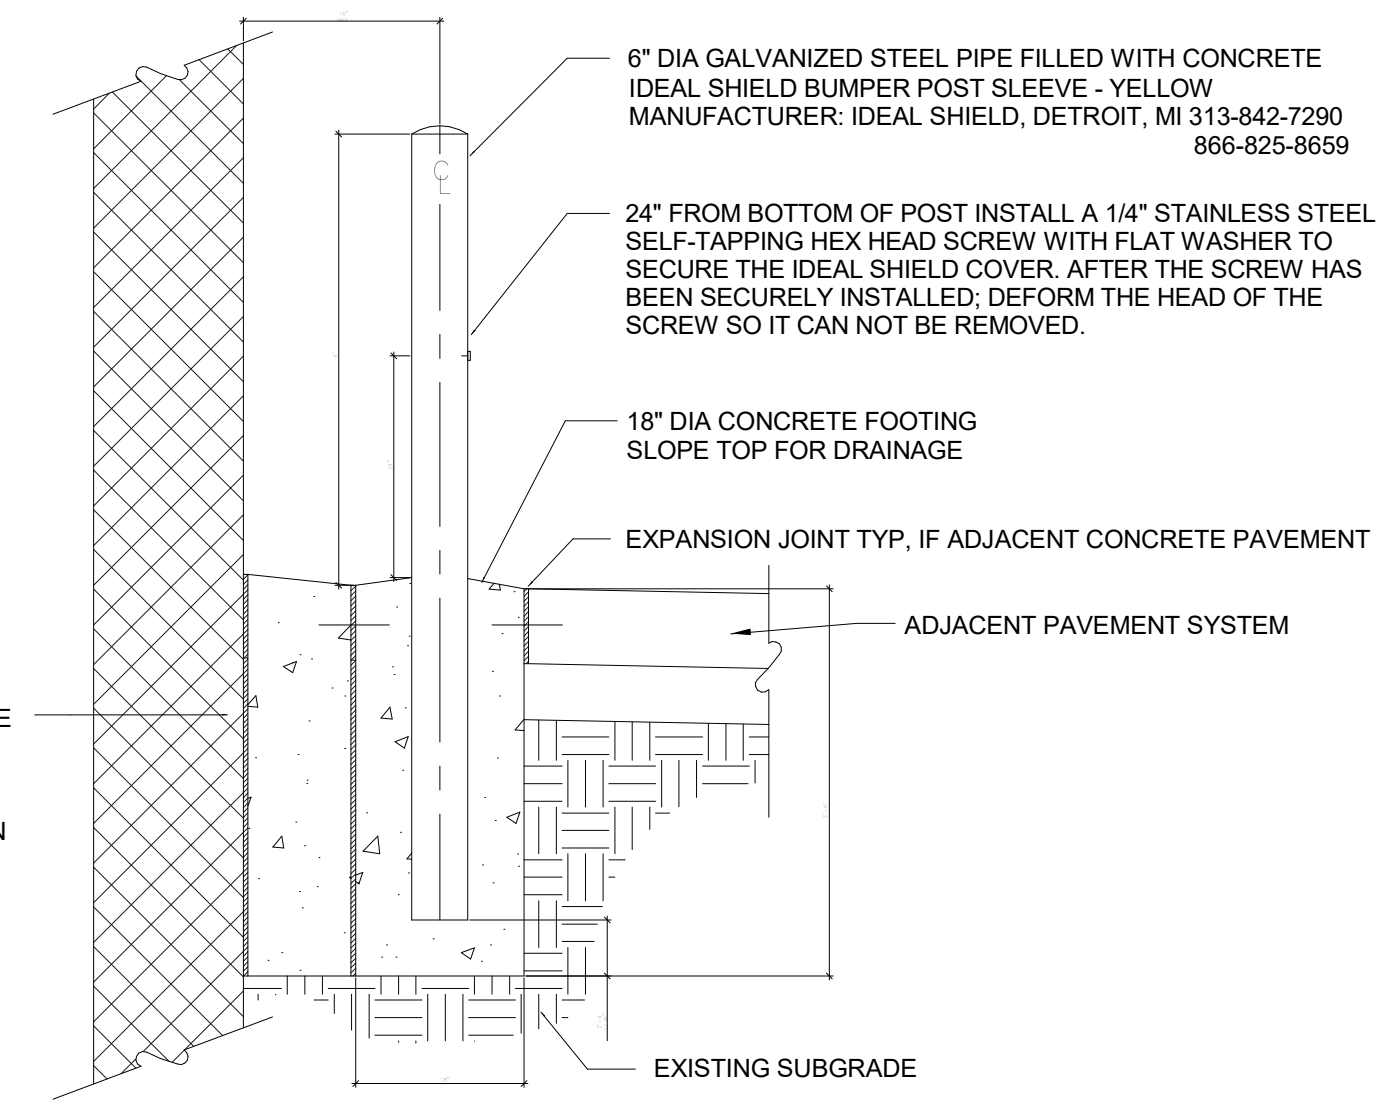 6" DIA GALVANIZED STEEL PIPE FILLED WITH CONCRETE
IDEAL SHIELD BUMPER POST SLEEVE - YELLOW
MANUFACTURER: IDEAL SHIELD, DETROIT, MI 313-842-7290
866-825-8659
24" FROM BOTTOM OF POST INSTALL A 1/4" STAINLESS STEEL
SELF-TAPPING HEX HEAD SCREW WITH FLAT WASHER TO
SECURE THE IDEAL SHIELD COVER. AFTER THE SCREW HAS
BEEN SECURELY INSTALLED; DEFORM THE HEAD OF THE
SCREW SO IT CAN NOT BE REMOVED.
18" DIA CONCRETE FOOTING
SLOPE TOP FOR DRAINAGE
EXPANSION JOINT TYP, IF ADJACENT CONCRETE PAVEMENT
ADJACENT PAVEMENT SYSTEM
EXISTING SUBGRADE